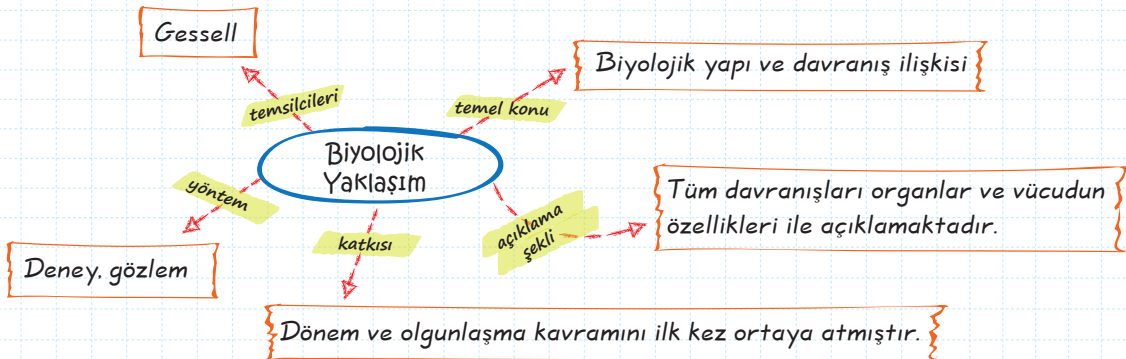 Gessell
Biyolojik yapı ve davranış ilişkisi
temsilcileri
temel konu
Biyolojik
Yaklaşım
yöntem
Tüm davranışları organlar ve vücudun
özellikleri ile açıklamaktadır.
açıklama
şekli
katkısı
Deney, gözlem
Dönem ve olgunlaşma kavramını ilk kez ortaya atmıştır.